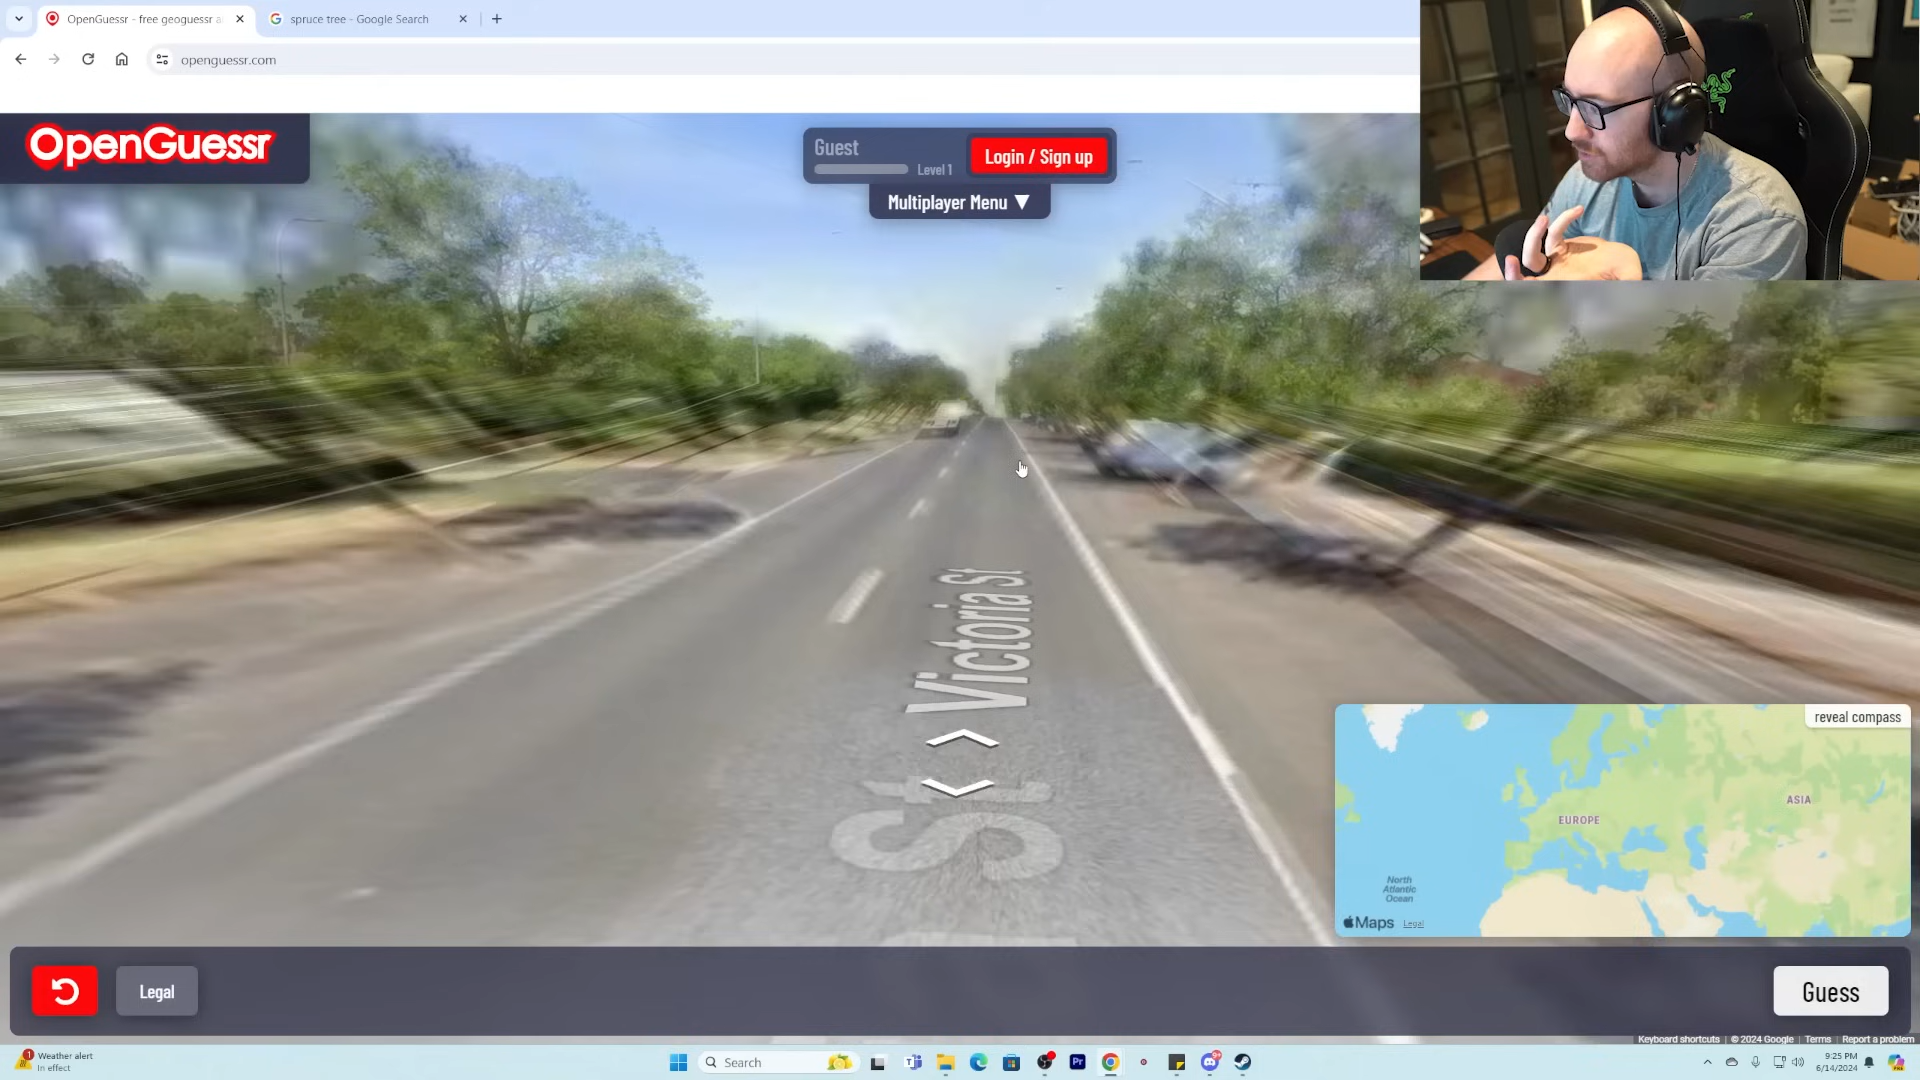 OpenGuessr - free geoguessr a
spruce tree - Google Search
openguessr.com
OpenGuessr
Guest
Level 1
Login / Sign up
Multiplayer Menu ▼
Victoria St
St
reveal compass
ASIA
EUROPE
North
Atlantic
Ocean
Maps
Legal
Legal
Guess
Keyboard shortcuts
© 2024 Google
Terms
Report a problem
1
Weather alert
In effect
Search
9:25 PM
6/14/2024